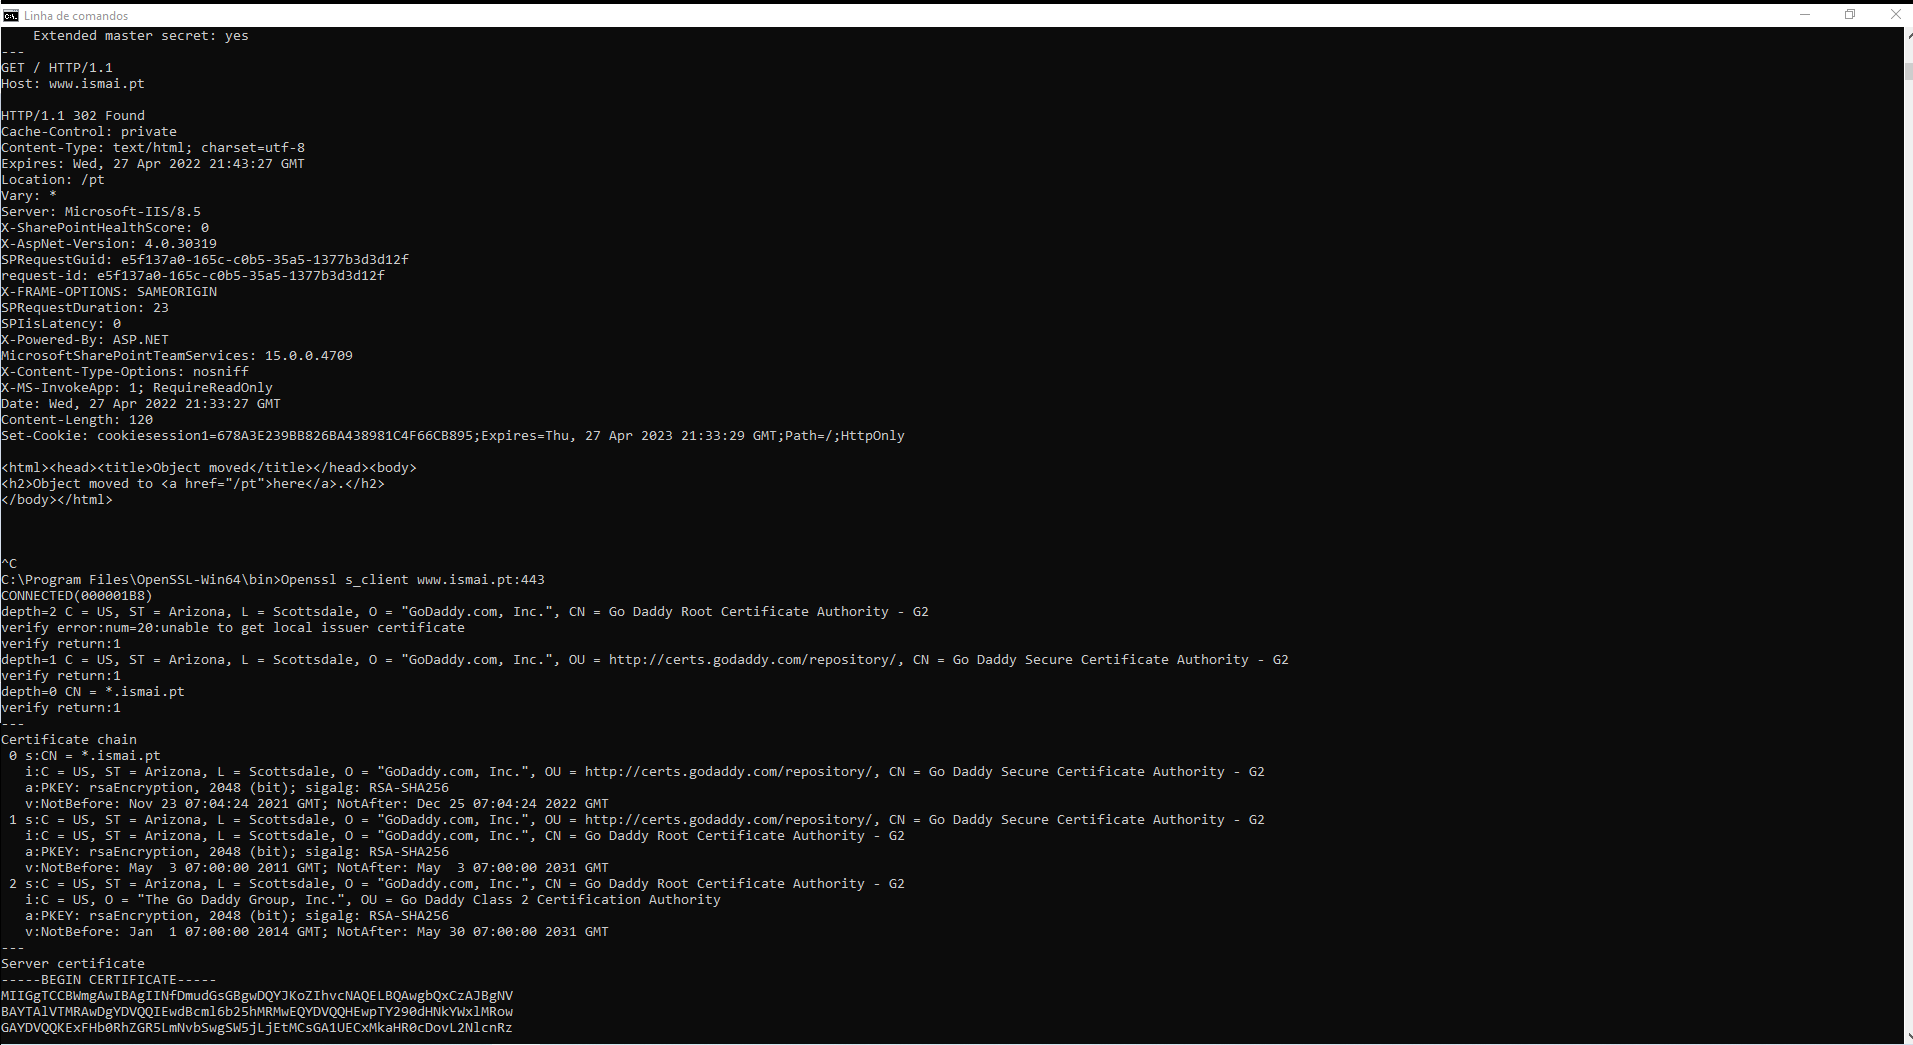 Linha de comandos
Extended master secret: yes
---
GET / HTTP/1.1
Host: www.ismai.pt
HTTP/1.1 302 Found
Cache-Control: private
Content-Type: text/html; charset=utf-8
Expires: Wed, 27 Apr 2022 21:43:27 GMT
Location: /pt
Vary: *
Server: Microsoft-IIS/8.5
X-SharePointHealthScore: 0
X-AspNet-Version: 4.0.30319
SPRequestGuid: e5f137a0-165c-c0b5-35a5-1377b3d3d12f
request-id: e5f137a0-165c-c0b5-35a5-1377b3d3d12f
X-FRAME-OPTIONS: SAMEORIGIN
SPRequestDuration: 23
SPIisLatency: 0
X-Powered-By: ASP.NET
MicrosoftSharePointTeamServices: 15.0.0.4709
X-Content-Type-Options: nosniff
X-MS-InvokeApp: 1; RequireReadOnly
Date: Wed, 27 Apr 2022 21:33:27 GMT
Content-Length: 120
Set-Cookie: cookiesession1=678A3E239BB826BA438981C4F66CB895;Expires=Thu, 27 Apr 2023 21:33:29 GMT;Path=/;HttpOnly
<html><head><title>Object moved</title></head><body>
<h2>Object moved to <a href="/pt">here</a>.</h2>
</body></html>
^C
C:\Program Files\OpenSSL-Win64\bin>Openssl s_client www.ismai.pt:443
CONNECTED(000001B8)
depth=2 C = US, ST = Arizona, L = Scottsdale, O = "GoDaddy.com, Inc.", CN = Go Daddy Root Certificate Authority - G2
verify error:num=20:unable to get local issuer certificate
verify return:1
depth=1 C = US, ST = Arizona, L = Scottsdale, O = "GoDaddy.com, Inc.", OU = http://certs.godaddy.com/repository/, CN = Go Daddy Secure Certificate Authority - G2
verify return:1
depth=0 CN = *.ismai.pt
verify return:1
---
Certificate chain
0 s:CN = *.ismai.pt
i:C = US, ST = Arizona, L = Scottsdale, O = "GoDaddy.com, Inc.", OU = http://certs.godaddy.com/repository/, CN = Go Daddy Secure Certificate Authority - G2
a:PKEY: rsaEncryption, 2048 (bit); sigalg: RSA-SHA256
v:NotBefore: Nov 23 07:04:24 2021 GMT; NotAfter: Dec 25 07:04:24 2022 GMT
1 s:C = US, ST = Arizona, L = Scottsdale, O = "GoDaddy.com, Inc.", OU = http://certs.godaddy.com/repository/, CN = Go Daddy Secure Certificate Authority - G2
i:C = US, ST = Arizona, L = Scottsdale, O = "GoDaddy.com, Inc.", CN = Go Daddy Root Certificate Authority - G2
a:PKEY: rsaEncryption, 2048 (bit); sigalg: RSA-SHA256
v:NotBefore: May  3 07:00:00 2011 GMT; NotAfter: May  3 07:00:00 2031 GMT
2 s:C = US, ST = Arizona, L = Scottsdale, O = "GoDaddy.com, Inc.", CN = Go Daddy Root Certificate Authority - G2
i:C = US, O = "The Go Daddy Group, Inc.", OU = Go Daddy Class 2 Certification Authority
a:PKEY: rsaEncryption, 2048 (bit); sigalg: RSA-SHA256
v:NotBefore: Jan  1 07:00:00 2014 GMT; NotAfter: May 30 07:00:00 2031 GMT
---
Server certificate
-----BEGIN CERTIFICATE-----
MIIGgTCCBWmgAwIBAgIINfDmudGsGBgwDQYJKoZIhvcNAQELBQAwgbQxCzAJBgNV
BAYTAlVTMRAwDgYDVQQIEwdBcml6b25hMRMwEQYDVQQHEwpTY290dHNkYWxlMRow
GAYDVQQKExFHb0RhZGR5LmNvbSwgSW5jLjEtMCsGA1UECxMkaHR0cDovL2NlcnRz